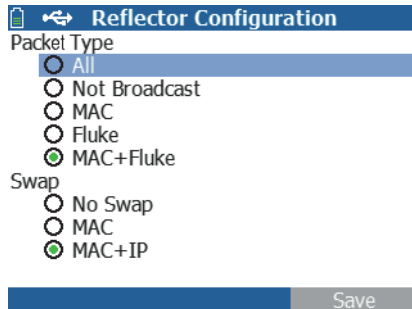 Reflector Configuration
Packet Type
All
Not Broadcast
MAC
Fluke
MAC+Fluke
Swap
No Swap
MAC
MAC+IP
Save